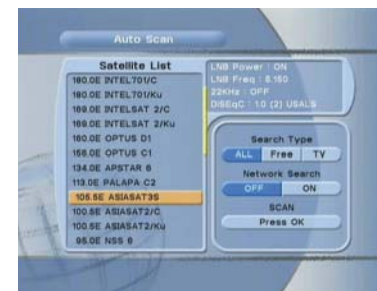 Auto Scan
Satellite List
180.0E INTEL701/C
180.0E INTEL701/Ku
169.0E INTELSAT 2/C
169.0E INTELSAT 2/Ku
160.0E OPTUS D1
156.0E OPTUS C1
134.0E APSTAR 6
113.0E PALAPA C2
105.5E ASIASAT3S
100.5E ASIASAT2/C
100.5E ASIASAT2/Ku
95.0E NSS 6
LNB Power : ON
LNB Freq : 5.150
22KHz : OFF
DiSEqC : 1.0 (2) USALS
Search Type
ALL Free TV
Network Search
OFF ON
SCAN
Press OK